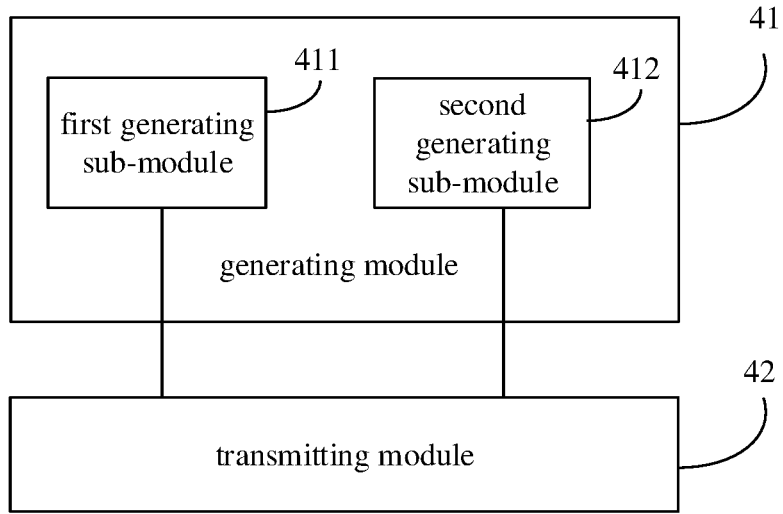 41
411
412
first generating
sub-module
second
generating
sub-module
generating module
42
transmitting module